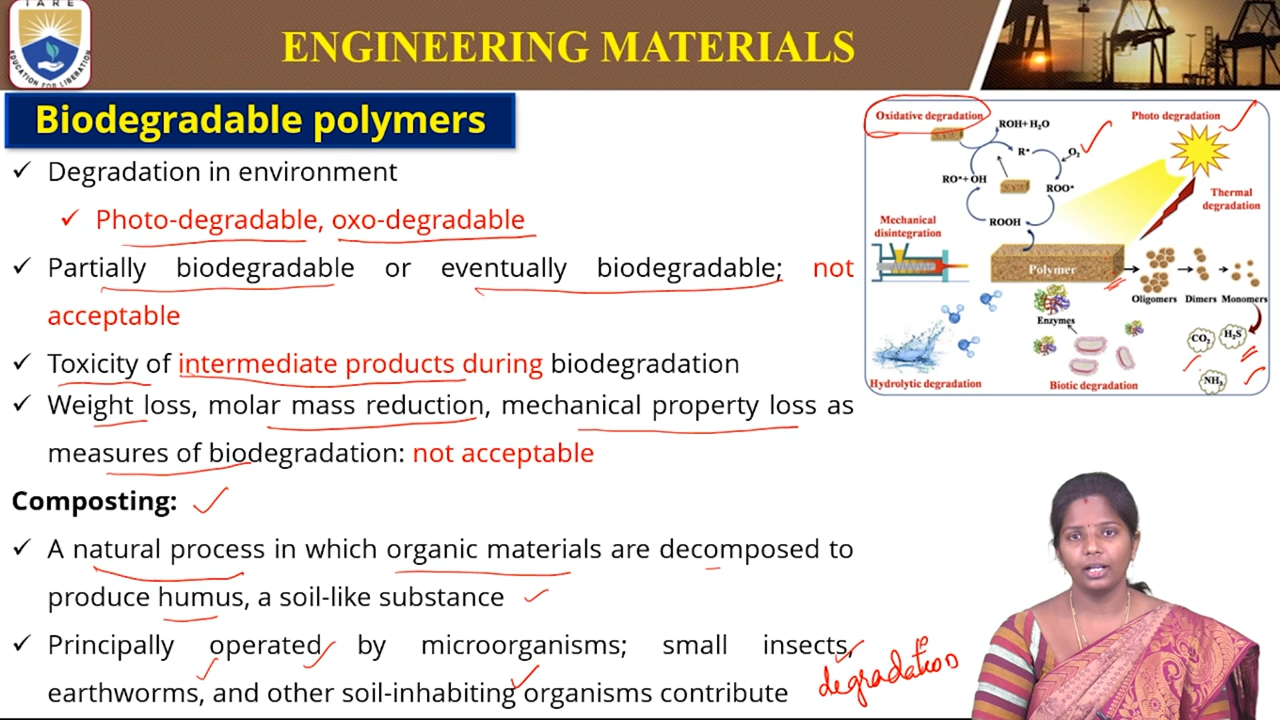 IARE
EDUCATION FOR LIBERATION
ENGINEERING MATERIALS
Biodegradable polymers
✓ Degradation in environment
✓ Photo-degradable, oxo-degradable
✓ Partially biodegradable or eventually biodegradable; not
acceptable
✓ Toxicity of intermediate products during biodegradation
✓ Weight loss, molar mass reduction, mechanical property loss as
measures of biodegradation: not acceptable
Composting:
✓ A natural process in which organic materials are decomposed to
produce humus, a soil-like substance
✓ Principally operated by microorganisms; small insects,
earthworms, and other soil-inhabiting organisms contribute
degradation
Oxidative degradation
ROH+ H₂O
Photo degradation
R•
O₂
RO•+ OH
ROO•
Thermal
degradation
ROOH
Mechanical
disintegration
Polymer
Oligomers Dimers Monomers
Enzymes
CO₂
H₂S
NH₃
Hydrolytic degradation
Biotic degradation